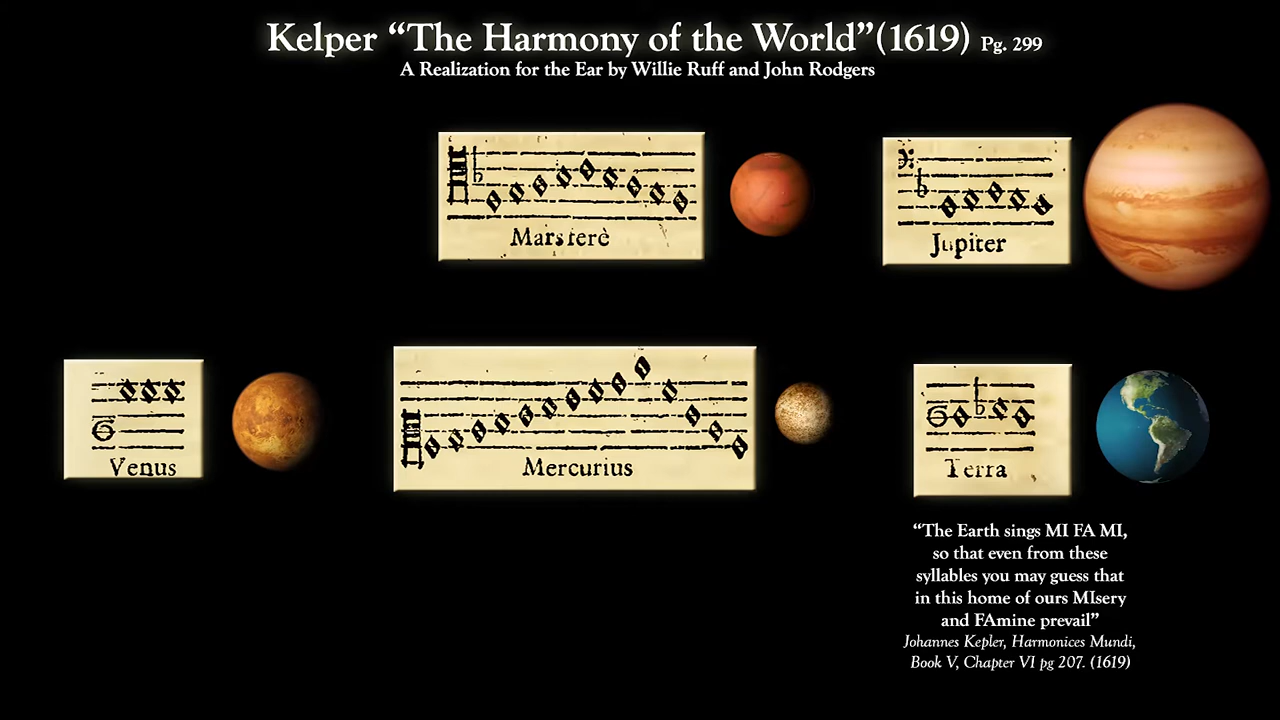 Kelper “The Harmony of the World”(1619) Pg. 299
A Realization for the Ear by Willie Ruff and John Rodgers
Mars ferè
Jupiter
Venus
Mercurius
Terra
“The Earth sings MI FA MI,
so that even from these
syllables you may guess that
in this home of ours MIsery
and FAmine prevail”
Johannes Kepler, Harmonices Mundi,
Book V, Chapter VI pg 207. (1619)